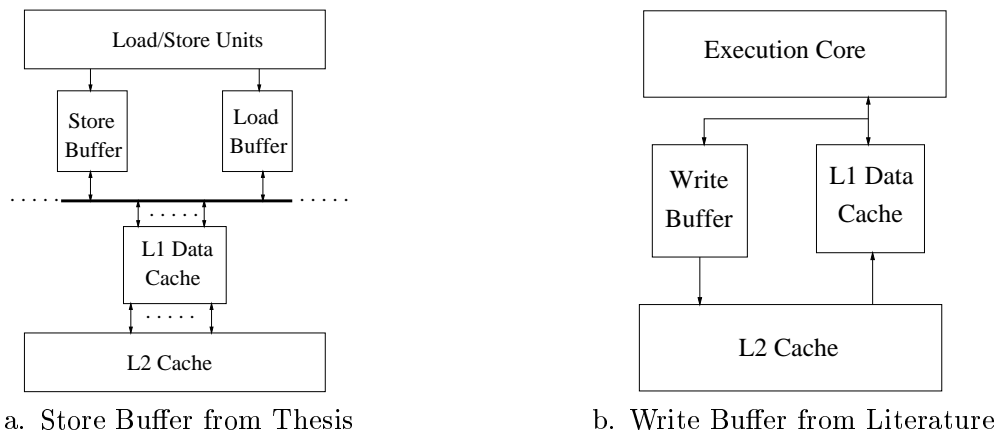 Load/Store Units
Store
Buffer
Load
Buffer
L1 Data
Cache
L2 Cache
a. Store Buffer from Thesis
Execution Core
Write
Buffer
L1 Data
Cache
L2 Cache
b. Write Buffer from Literature